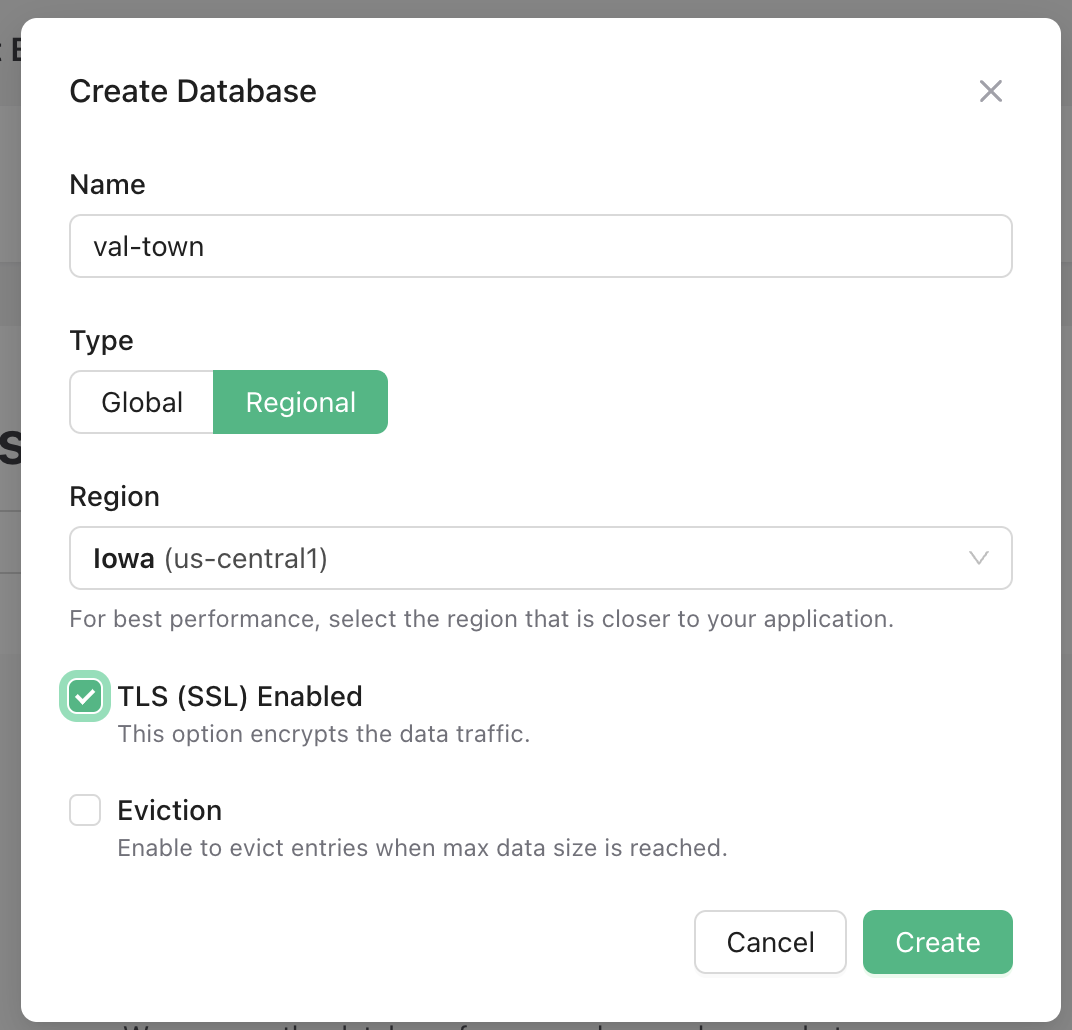 Create Database
Name
val-town
Type
Global
Regional
Region
Iowa (us-central1)
For best performance, select the region that is closer to your application.
TLS (SSL) Enabled
This option encrypts the data traffic.
Eviction
Enable to evict entries when max data size is reached.
Cancel
Create